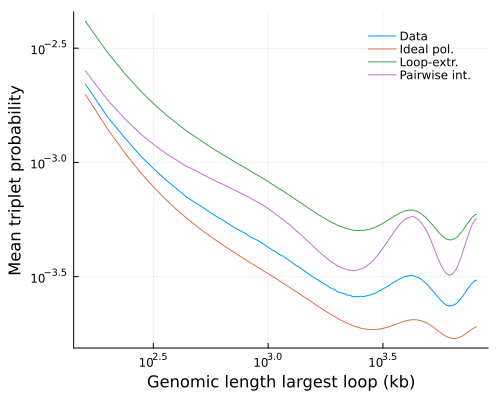 10^-2.5
10^-3.0
10^-3.5
Mean triplet probability
Data
Ideal pol.
Loop-extr.
Pairwise int.
10^2.5
10^3.0
10^3.5
Genomic length largest loop (kb)